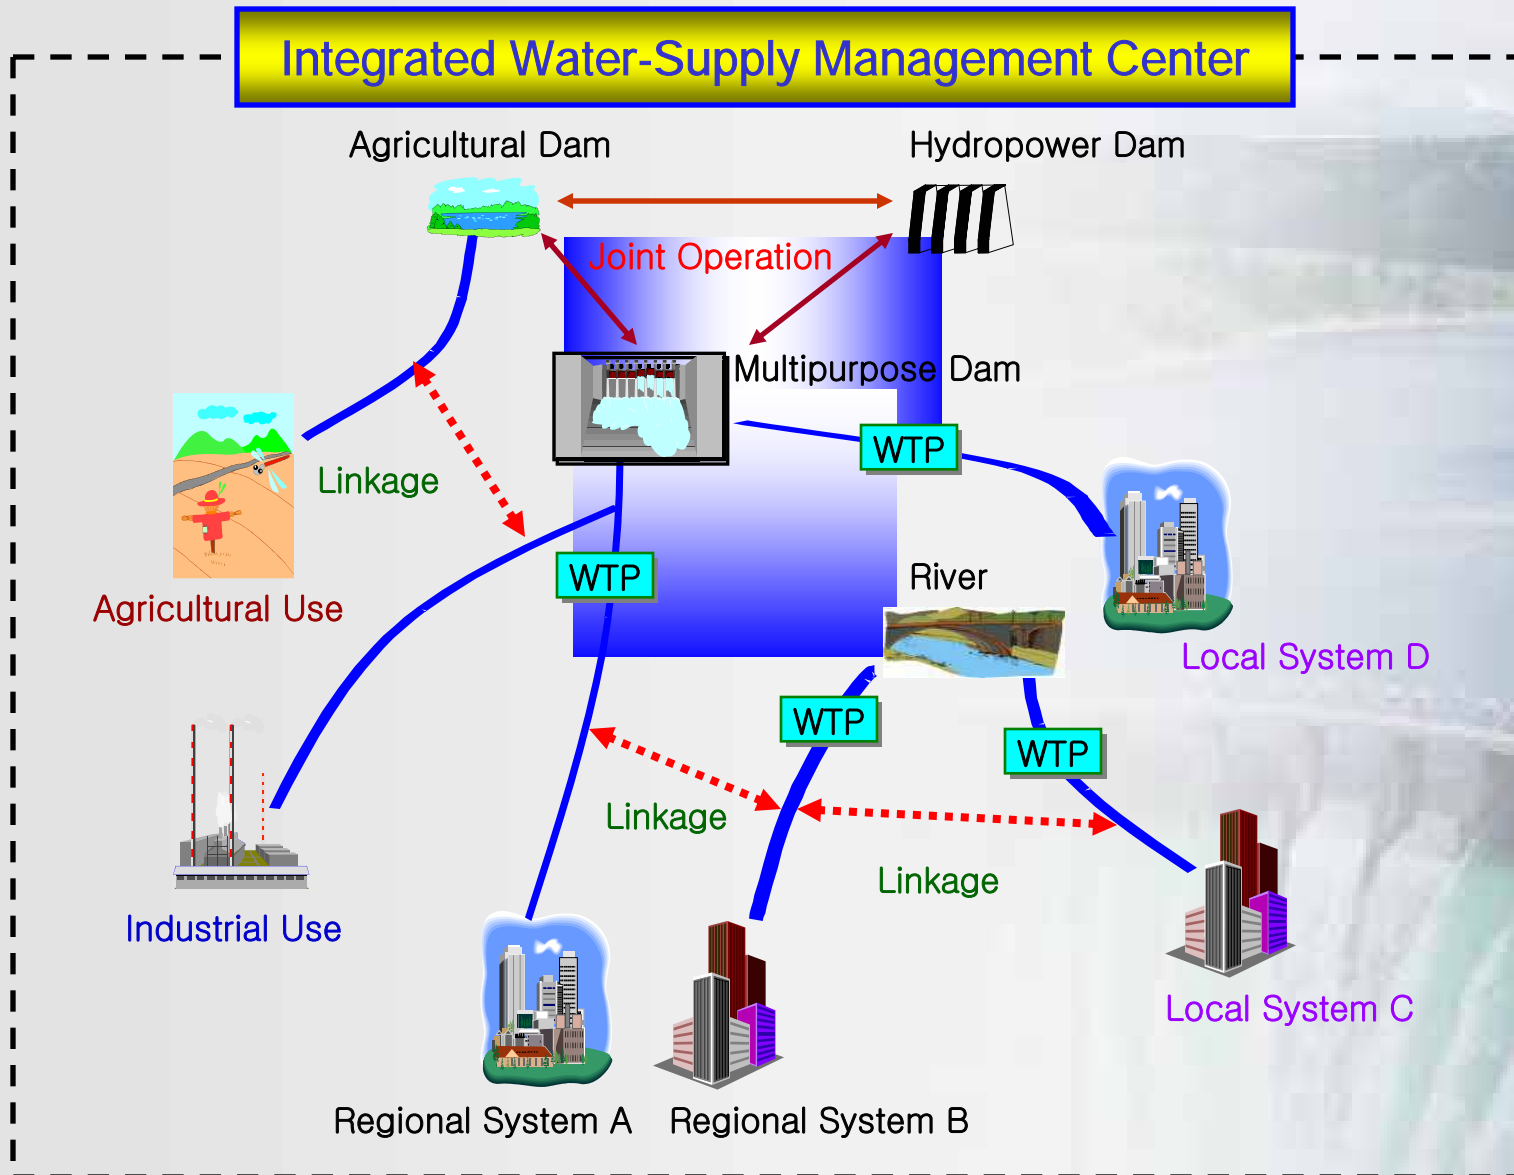 Integrated Water-Supply Management Center
Agricultural Dam
Hydropower Dam
Joint Operation
Multipurpose Dam
WTP
Linkage
WTP
River
Agricultural Use
Local System D
WTP
WTP
Linkage
Linkage
Industrial Use
Local System C
Regional System A
Regional System B